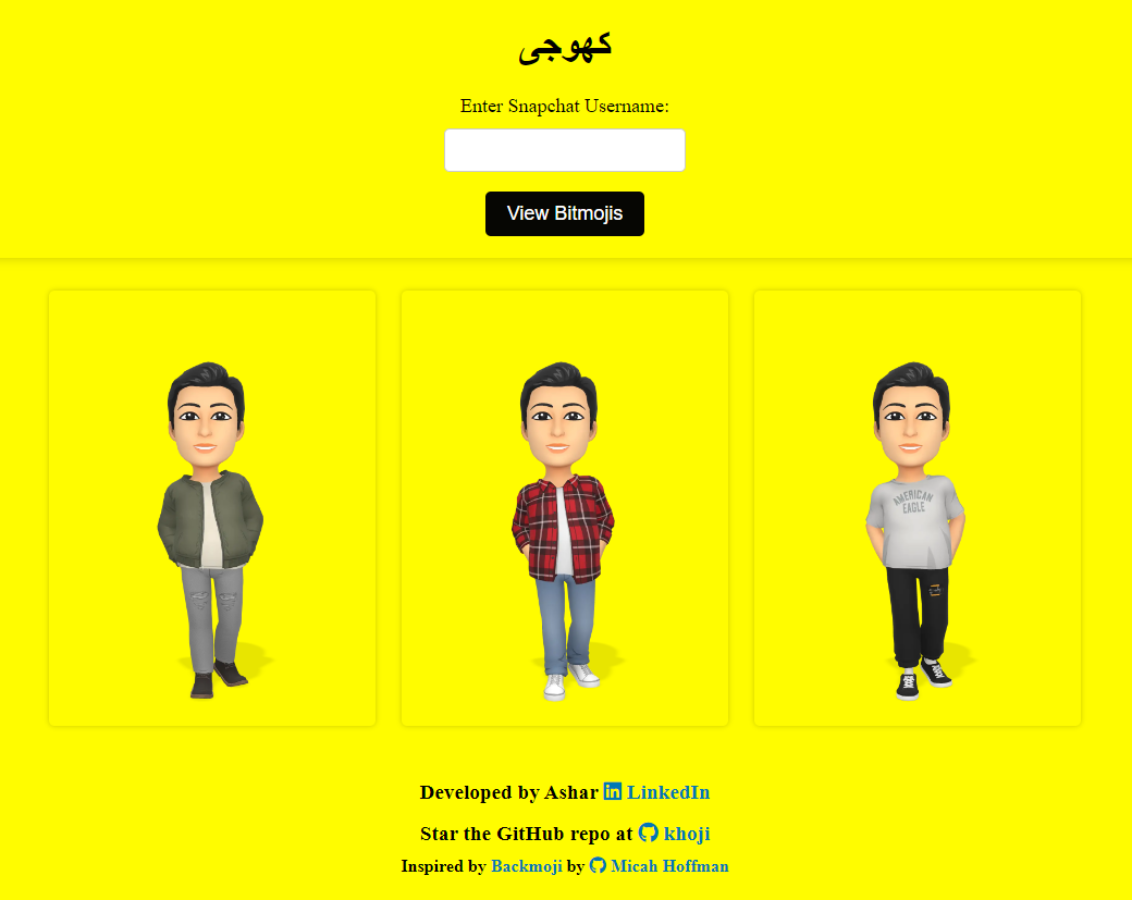 کھوجی
Enter Snapchat Username:
View Bitmojis
AMERICAN
EAGLE
Developed by Ashar LinkedIn
Star the GitHub repo at khoji
Inspired by Backmoji by Micah Hoffman